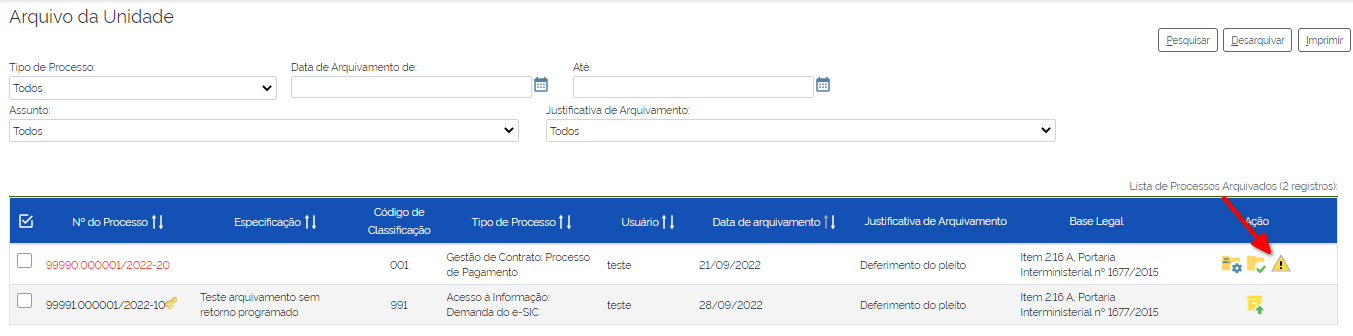 Arquivo da Unidade
Pesquisar Desarquivar Imprimir
Tipo de Processo: Data de Arquivamento de: Até:
Todos
Assunto: Justificativa de Arquivamento:
Todos Todos
Lista de Processos Arquivados (2 registros):
Nº do Processo Especificação Código de Classificação Tipo de Processo Usuário Data de arquivamento Justificativa de Arquivamento Base Legal Ação
99990.000001/2022-20 001 Gestão de Contrato: Processo de Pagamento teste 21/09/2022 Deferimento do pleito Item 2.16 A, Portaria Interministerial nº 1677/2015
99991.000001/2022-10 Teste arquivamento sem retorno programado 991 Acesso à Informação: Demanda do e-SIC teste 28/09/2022 Deferimento do pleito Item 2.16 A, Portaria Interministerial nº 1677/2015